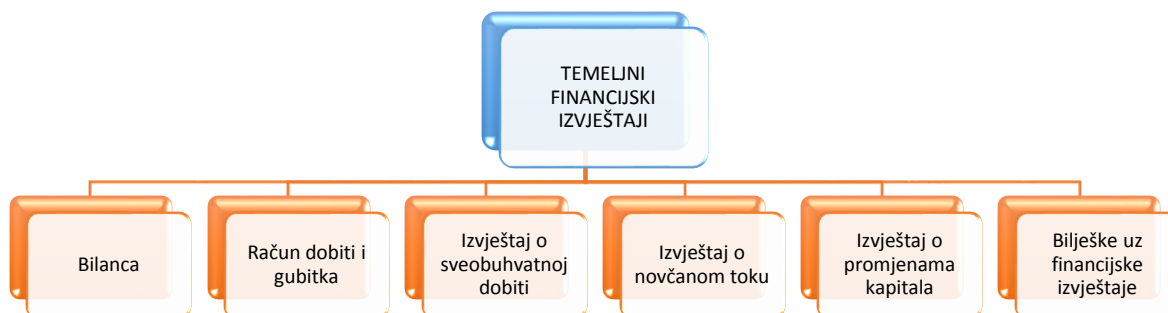 TEMELJNI
FINANCIJSKI
IZVJEŠTAJI
Bilanca
Račun dobiti i
gubitka
Izvještaj o
sveobuhvatnoj
dobiti
Izvještaj o
novčanom toku
Izvještaj o
promjenama
kapitala
Bilješke uz
financijske
izvještaje